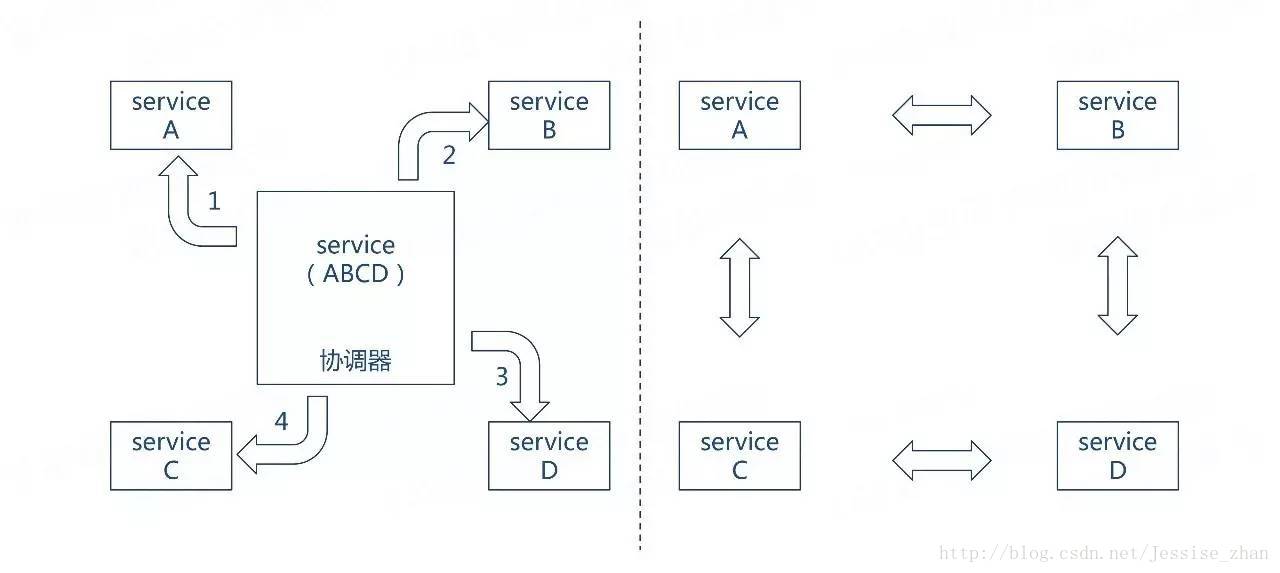 service
A
service
B
1
2
service
（ABCD）
协调器
3
4
service
C
service
D
service
A
service
B
service
C
service
D
http://blog.csdn.net/Jessise_zhan